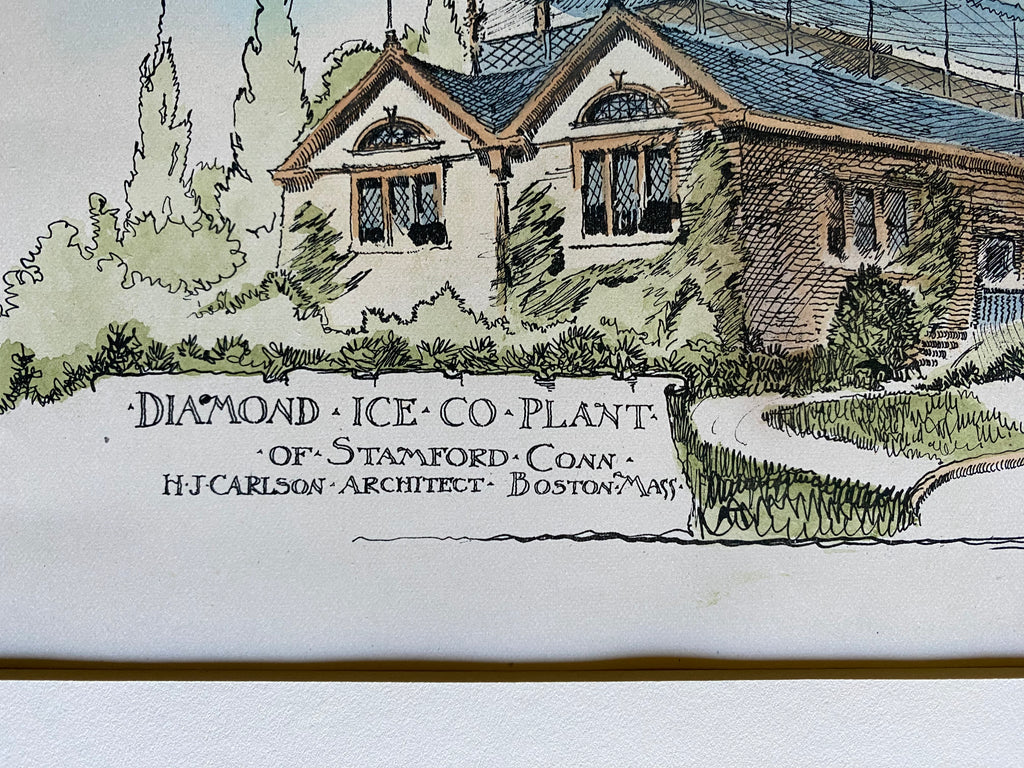 ·DIAMOND · ICE · CO · PLANT·
·OF· STAMFORD · CONN ·
H·J·CARLSON · ARCHITECT · BOSTON·MASS·